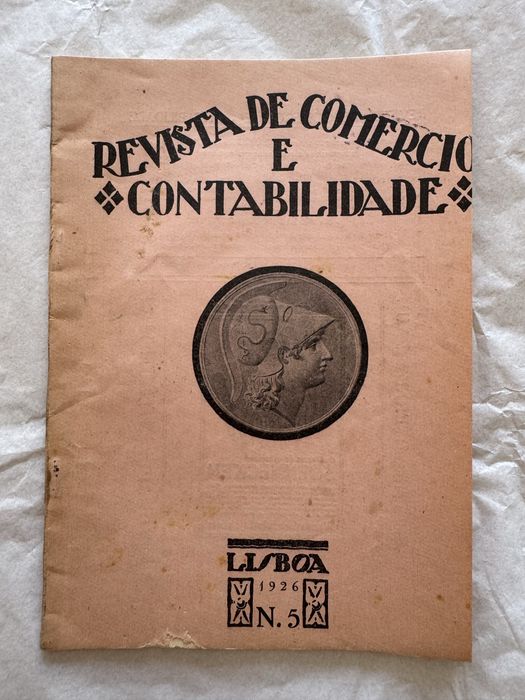 REVISTA DE COMERCIO
E
CONTABILIDADE
LISBOA
1926
N. 5